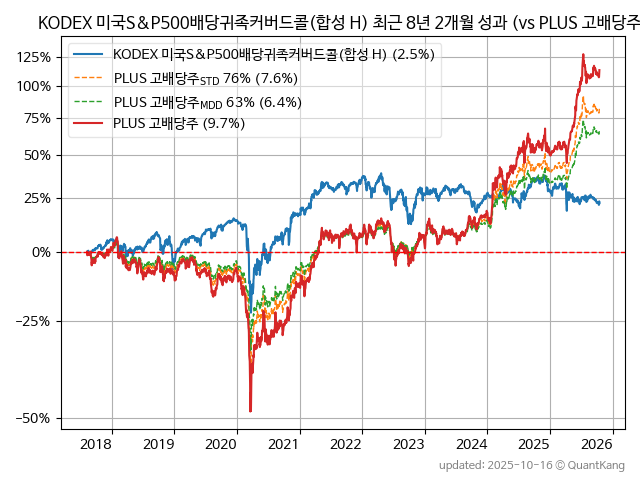 KODEX 미국S&P500배당귀족커버드콜(합성 H) 최근 8년 2개월 성과 (vs PLUS 고배당주
KODEX 미국S&P500배당귀족커버드콜(합성 H) (2.5%)
PLUS 고배당주STD 76% (7.6%)
PLUS 고배당주MDD 63% (6.4%)
PLUS 고배당주 (9.7%)
125%
100%
75%
50%
25%
0%
−25%
−50%
2018 2019 2020 2021 2022 2023 2024 2025 2026
updated: 2025-10-16 © QuantKang